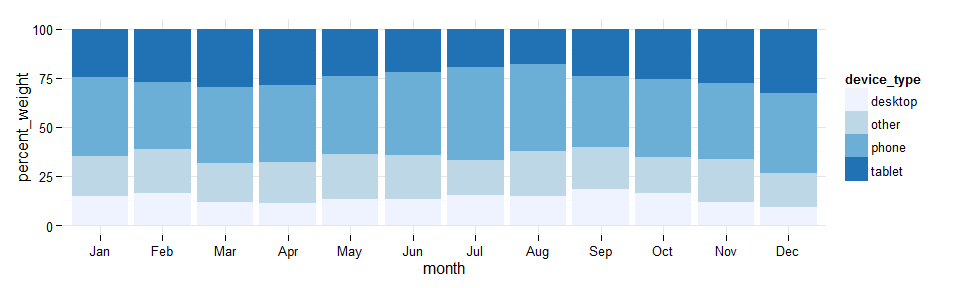 100
75
50
25
0
percent_weight
Jan Feb Mar Apr May Jun Jul Aug Sep Oct Nov Dec
month
device_type
desktop
other
phone
tablet